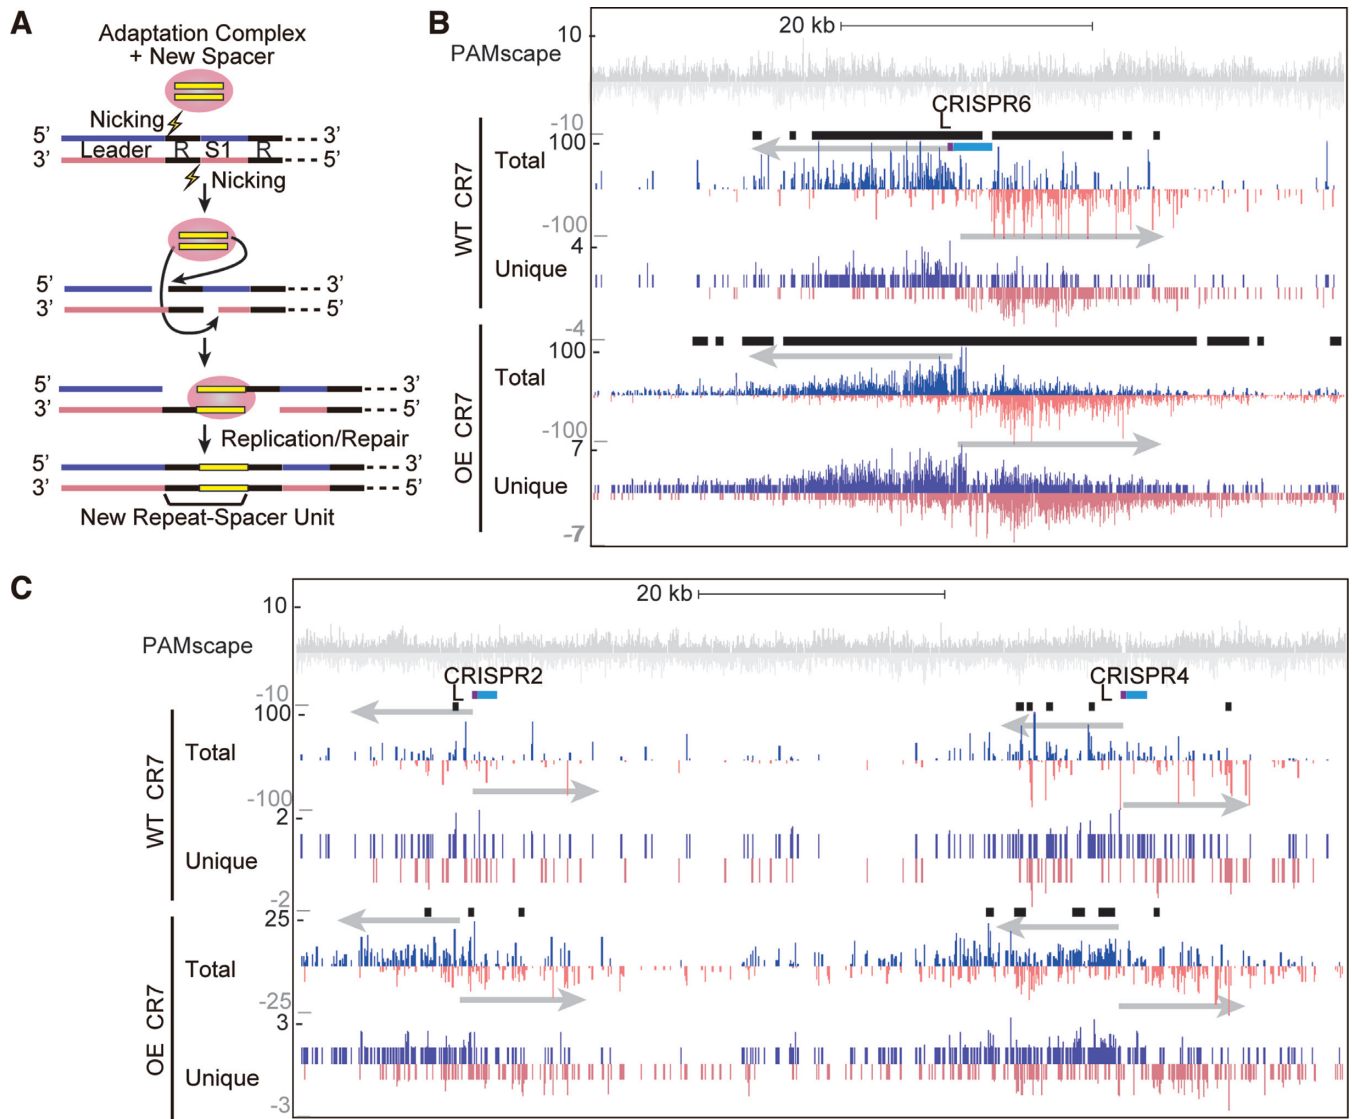 A
Adaptation Complex
+ New Spacer
Nicking
5’ 3’
Leader R S1 R
3’ 5’
Nicking
5’ 3’
3’ 5’
5’ 3’
3’ 5’
Replication/Repair
5’ 3’
3’ 5’
New Repeat-Spacer Unit
B
20 kb
10
PAMscape
-10
CRISPR6
L
WT CR7
100
Total
-100
4
Unique
-4
OE CR7
100
Total
-100
7
Unique
-7
C
20 kb
10
PAMscape
-10
CRISPR2
L
CRISPR4
L
WT CR7
100
Total
-100
2
Unique
-2
OE CR7
25
Total
-25
3
Unique
-3